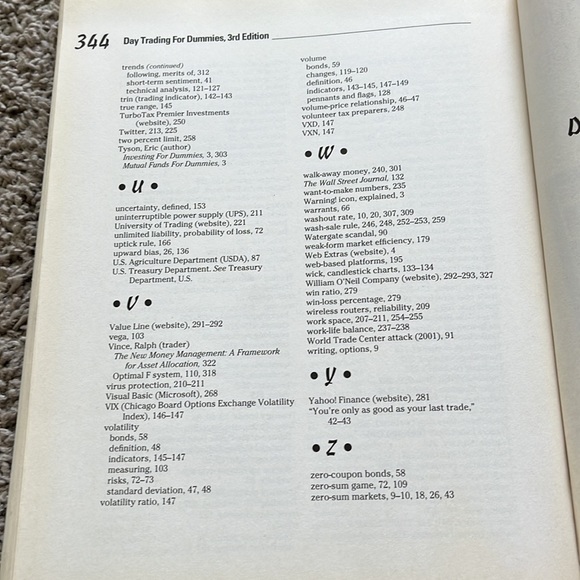 344 Day Trading For Dummies, 3rd Edition
trends (continued)
following, merits of, 312
short-term sentiment, 41
technical analysis, 121–127
trin (trading indicator), 142–143
true range, 145
TurboTax Premier Investments
(website), 250
Twitter, 213, 225
two percent limit, 258
Tyson, Eric (author)
Investing For Dummies, 3, 303
Mutual Funds For Dummies, 3
• U •
uncertainty, defined, 153
uninterruptible power supply (UPS), 211
University of Trading (website), 221
unlimited liability, probability of loss, 72
uptick rule, 166
upward bias, 26, 136
U.S. Agriculture Department (USDA), 87
U.S. Treasury Department. See Treasury
Department, U.S.
• V •
Value Line (website), 291–292
vega, 103
Vince, Ralph (trader)
The New Money Management: A Framework
for Asset Allocation, 322
Optimal F system, 110, 318
virus protection, 210–211
Visual Basic (Microsoft), 268
VIX (Chicago Board Options Exchange Volatility
Index), 146–147
volatility
bonds, 58
definition, 48
indicators, 145–147
measuring, 103
risks, 72–73
standard deviation, 47, 48
volatility ratio, 147
volume
bonds, 59
changes, 119–120
definition, 46
indicators, 143–145, 147–149
pennants and flags, 128
volume-price relationship, 46–47
volunteer tax preparers, 248
VXD, 147
VXN, 147
• W •
walk-away money, 240, 301
The Wall Street Journal, 132
want-to-make numbers, 235
Warning! icon, explained, 3
warrants, 66
washout rate, 10, 20, 307, 309
wash-sale rule, 246, 248, 252–253, 259
Watergate scandal, 90
weak-form market efficiency, 179
Web Extras (website), 4
web-based platforms, 195
wick, candlestick charts, 133–134
William O'Neil Company (website), 292–293, 327
win ratio, 279
win-loss percentage, 279
wireless routers, reliability, 209
work space, 207–211, 254–255
work-life balance, 237–238
World Trade Center attack (2001), 91
writing, options, 9
• Y •
Yahoo! Finance (website), 281
"You're only as good as your last trade,"
42–43
• Z •
zero-coupon bonds, 58
zero-sum game, 72, 109
zero-sum markets, 9–10, 18, 26, 43